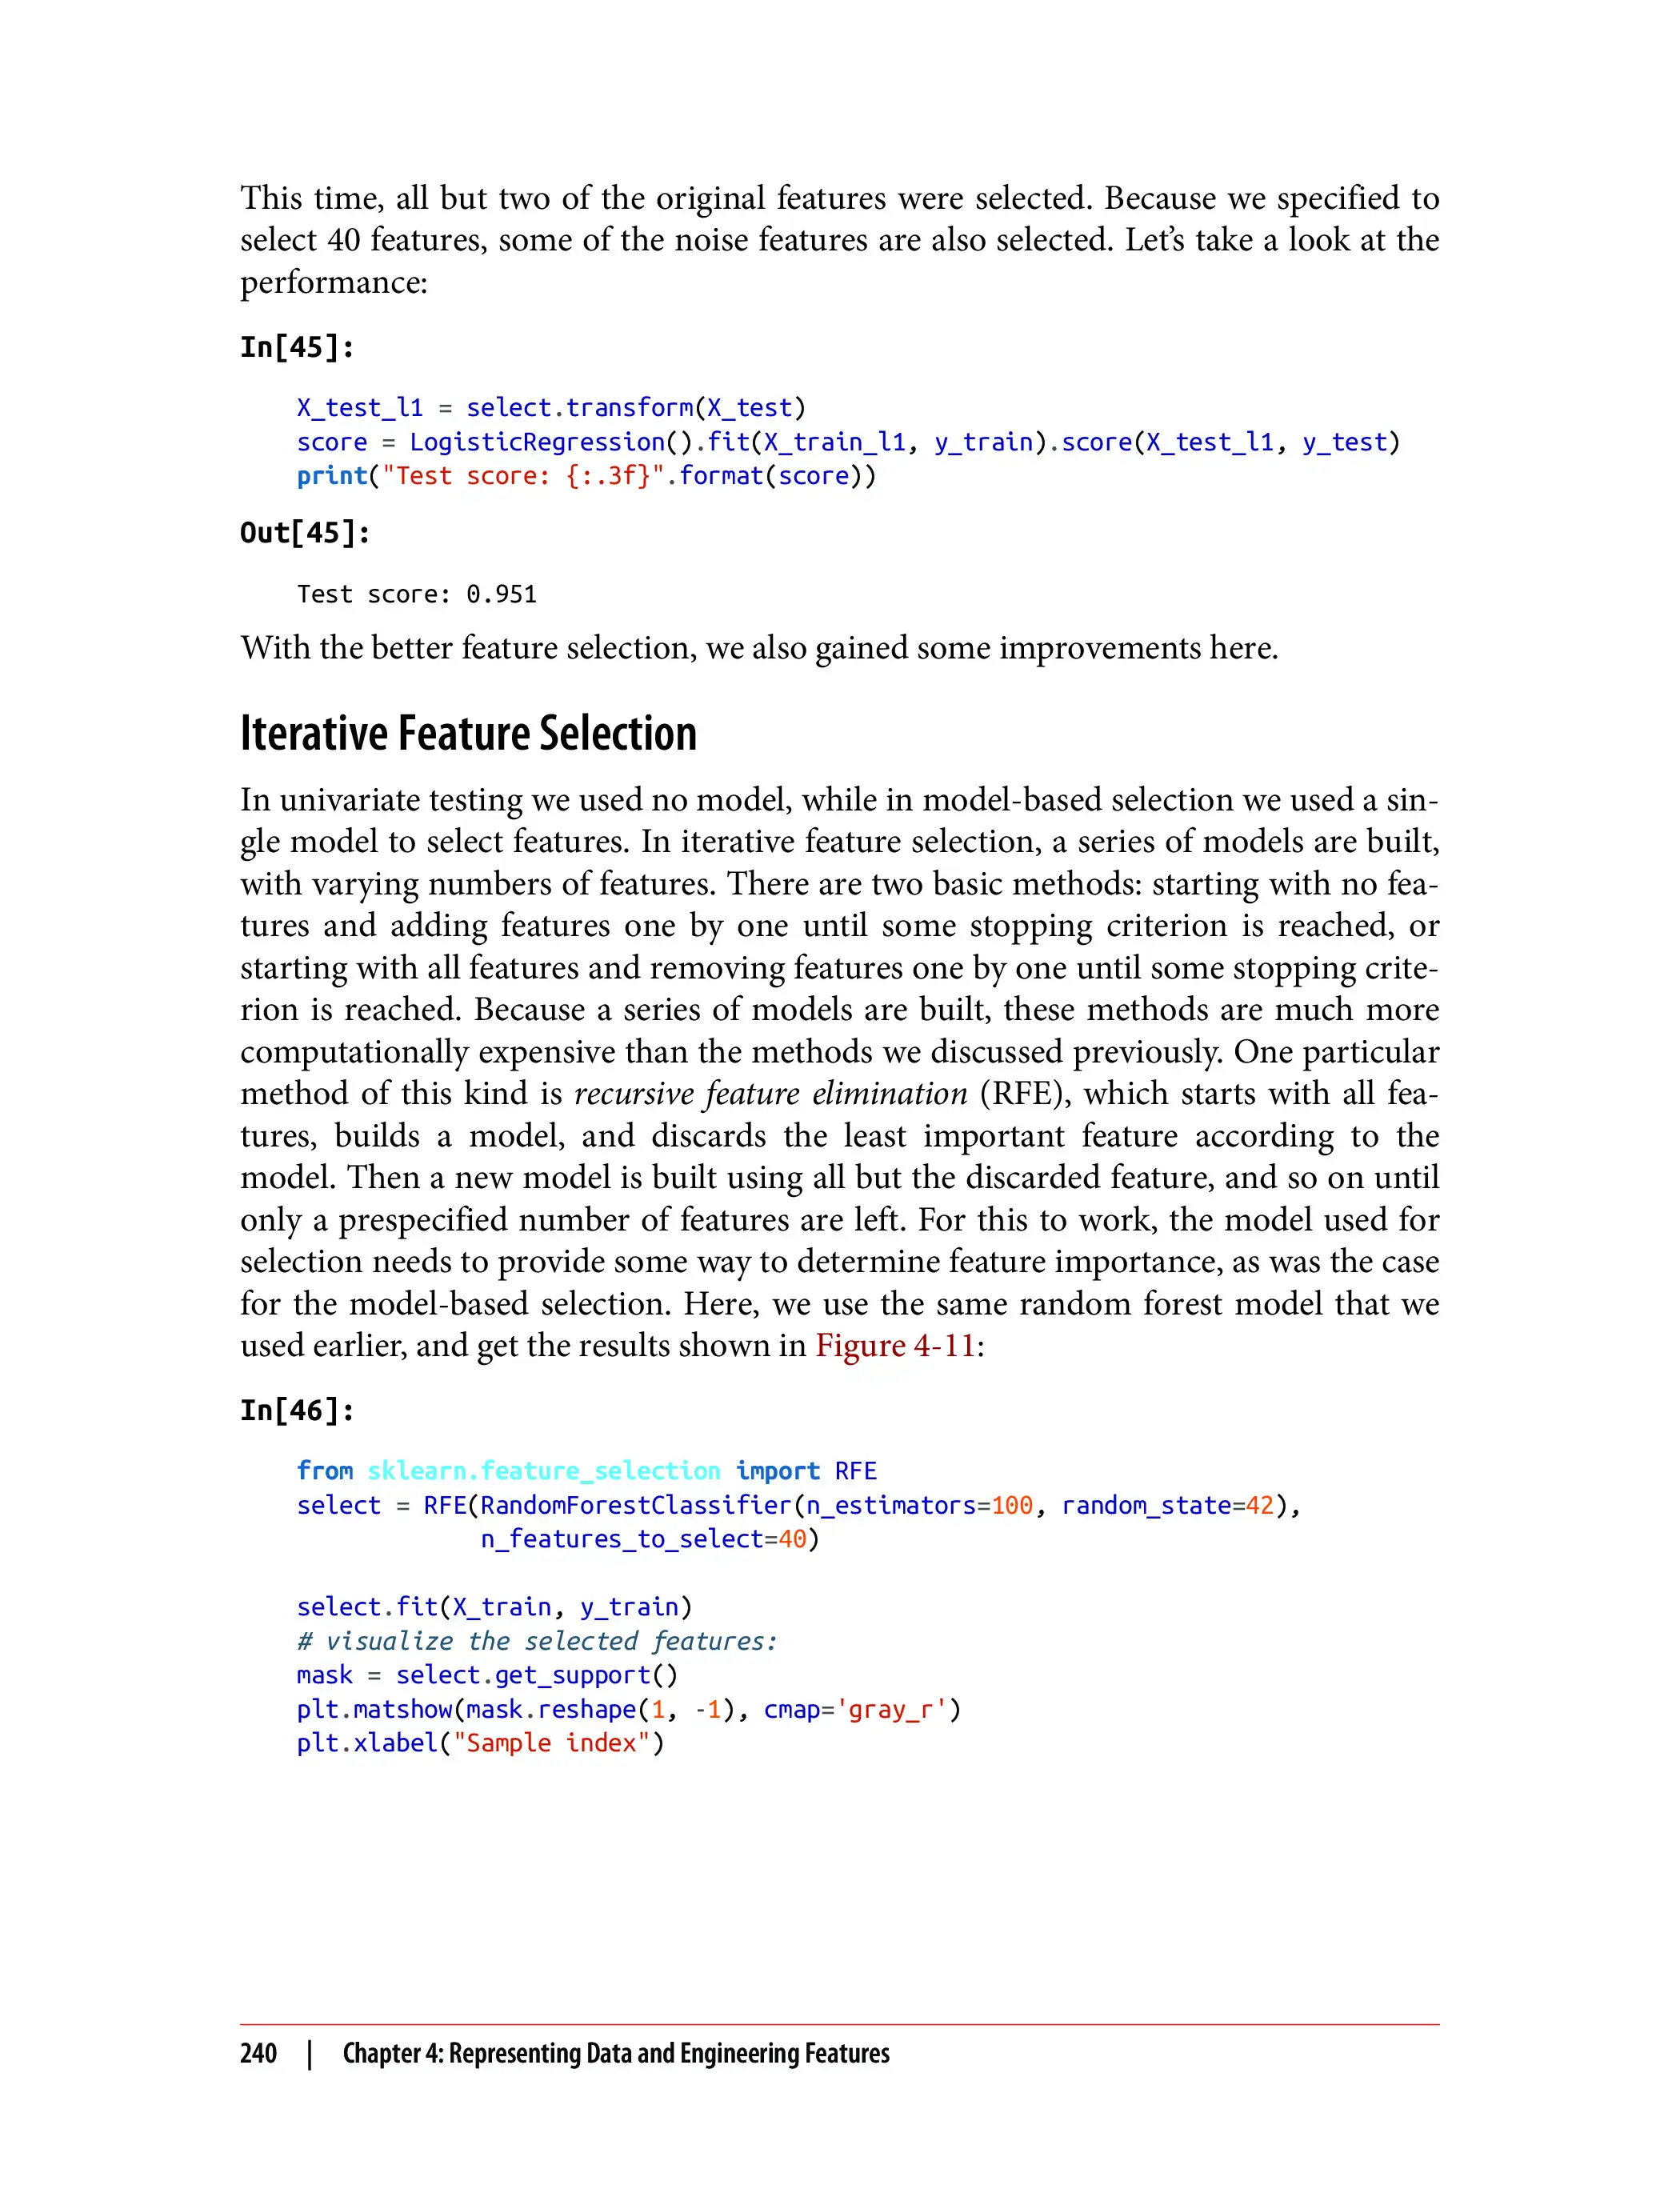 This time, all but two of the original features were selected. Because we specified to
select 40 features, some of the noise features are also selected. Let’s take a look at the
performance:
In[45]:
X_test_l1 = select.transform(X_test)
score = LogisticRegression().fit(X_train_l1, y_train).score(X_test_l1, y_test)
print("Test score: {:.3f}".format(score))
Out[45]:
Test score: 0.951
With the better feature selection, we also gained some improvements here.
Iterative Feature Selection
In univariate testing we used no model, while in model-based selection we used a sin-
gle model to select features. In iterative feature selection, a series of models are built,
with varying numbers of features. There are two basic methods: starting with no fea-
tures and adding features one by one until some stopping criterion is reached, or
starting with all features and removing features one by one until some stopping crite-
rion is reached. Because a series of models are built, these methods are much more
computationally expensive than the methods we discussed previously. One particular
method of this kind is recursive feature elimination (RFE), which starts with all fea-
tures, builds a model, and discards the least important feature according to the
model. Then a new model is built using all but the discarded feature, and so on until
only a prespecified number of features are left. For this to work, the model used for
selection needs to provide some way to determine feature importance, as was the case
for the model-based selection. Here, we use the same random forest model that we
used earlier, and get the results shown in Figure 4-11:
In[46]:
from sklearn.feature_selection import RFE
select = RFE(RandomForestClassifier(n_estimators=100, random_state=42),
n_features_to_select=40)
select.fit(X_train, y_train)
# visualize the selected features:
mask = select.get_support()
plt.matshow(mask.reshape(1, -1), cmap='gray_r')
plt.xlabel("Sample index")
240 | Chapter 4: Representing Data and Engineering Features